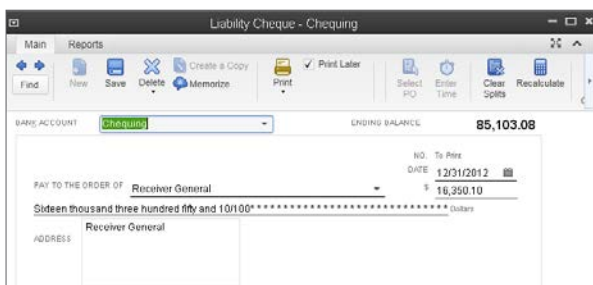 Liability Cheque - Chequing
Main Reports
Find New Save Delete Create a Copy Memorize Print Print Later Select PO Enter Time Clear Splits Recalculate
BANK ACCOUNT Chequing ENDING BALANCE 85,103.08
NO. To Print
DATE 12/31/2012
PAY TO THE ORDER OF Receiver General $ 16,350.10
Sixteen thousand three hundred fifty and 10/100* * * * * * * * * * * * * * * * * * * * * * * * * * * * * * * Dollars
ADDRESS Receiver General